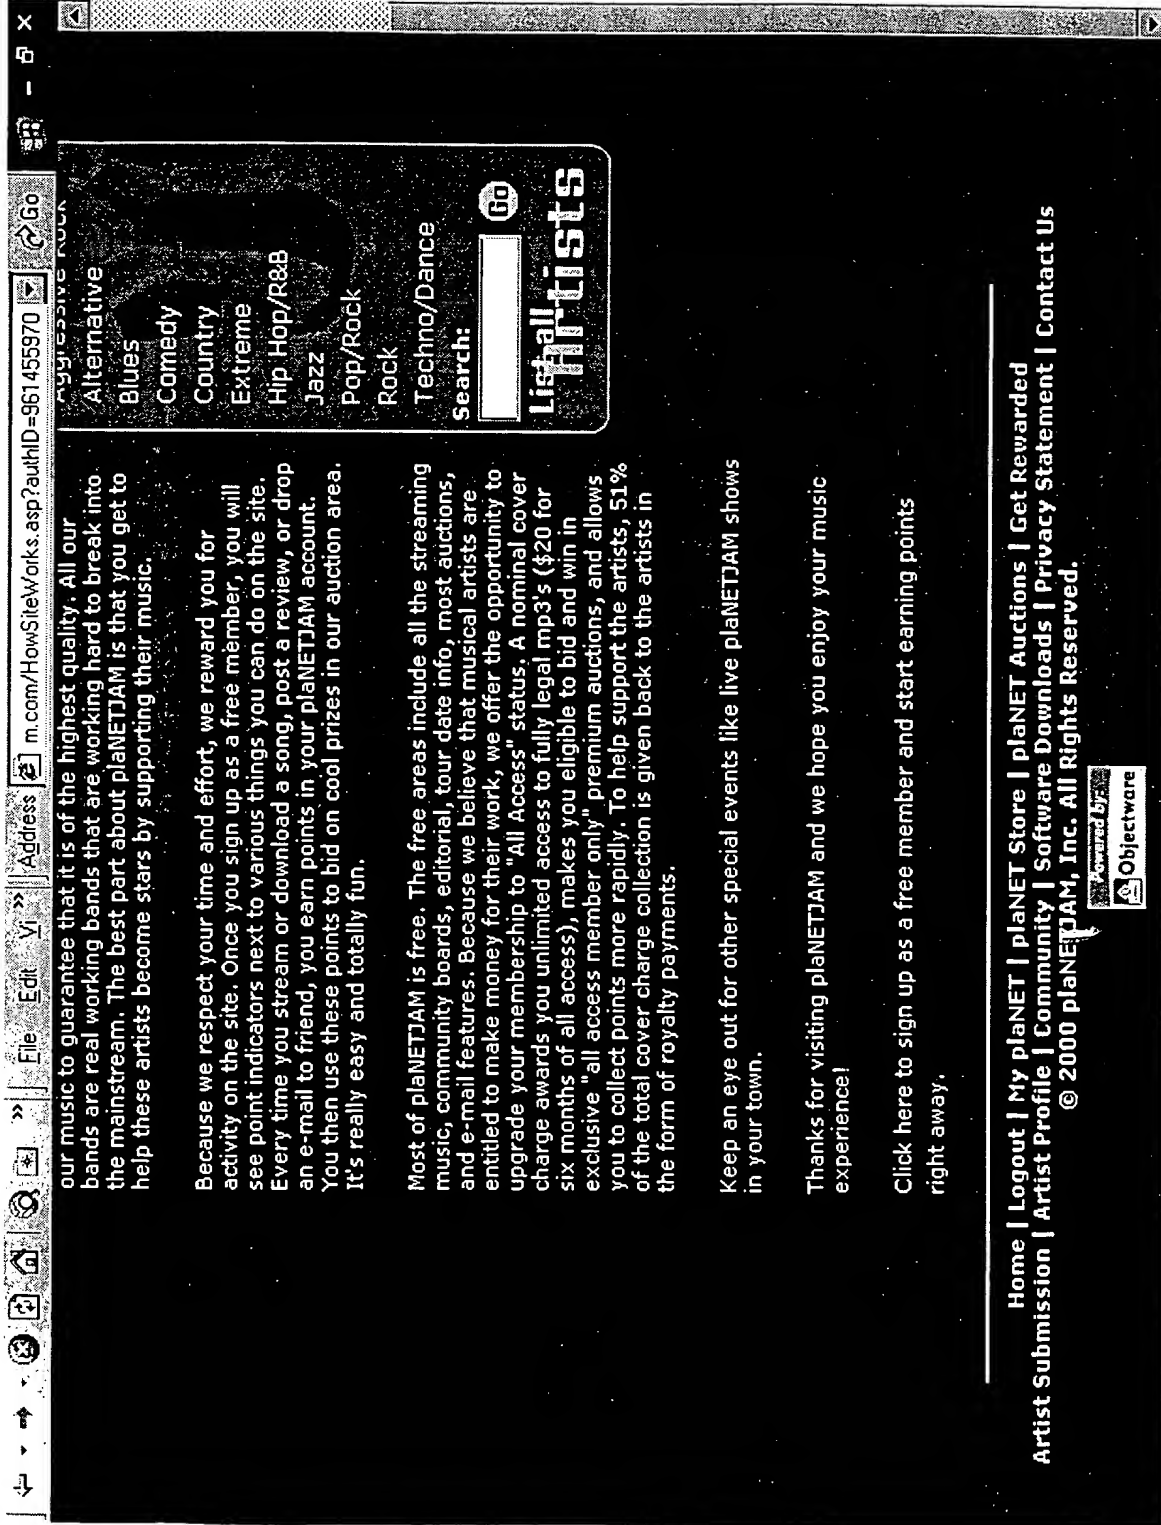 File Edit Vi » Address m.com/HowSiteWorks.asp?authID=961455970 Go
our music to guarantee that it is of the highest quality. All our
bands are real working bands that are working hard to break into
the mainstream. The best part about plaNETJAM is that you get to
help these artists become stars by supporting their music.
Because we respect your time and effort, we reward you for
activity on the site. Once you sign up as a free member, you will
see point indicators next to various things you can do on the site.
Every time you stream or download a song, post a review, or drop
an e-mail to friend, you earn points in your plaNETJAM account.
You then use these points to bid on cool prizes in our auction area.
It's really easy and totally fun.
Most of plaNETJAM is free. The free areas include all the streaming
music, community boards, editorial, tour date info, most auctions,
and e-mail features. Because we believe that musical artists are
entitled to make money for their work, we offer the opportunity to
upgrade your membership to "All Access" status. A nominal cover
charge awards you unlimited access to fully legal mp3's ($20 for
six months of all access), makes you eligible to bid and win in
exclusive "all access member only" premium auctions, and allows
you to collect points more rapidly. To help support the artists, 51%
of the total cover charge collection is given back to the artists in
the form of royalty payments.
Keep an eye out for other special events like live plaNETJAM shows
in your town.
Thanks for visiting plaNETJAM and we hope you enjoy your music
experience!
Click here to sign up as a free member and start earning points
right away.
Aggressive Rock
Alternative
Blues
Comedy
Country
Extreme
Hip Hop/R&B
Jazz
Pop/Rock
Rock
Techno/Dance
Search:
Go
List all
Artists
Home | Logout | My plaNET | plaNET Store | plaNET Auctions | Get Rewarded
Artist Submission | Artist Profile | Community | Software Downloads | Privacy Statement | Contact Us
© 2000 plaNETJAM, Inc. All Rights Reserved.
Powered by:
Objectware